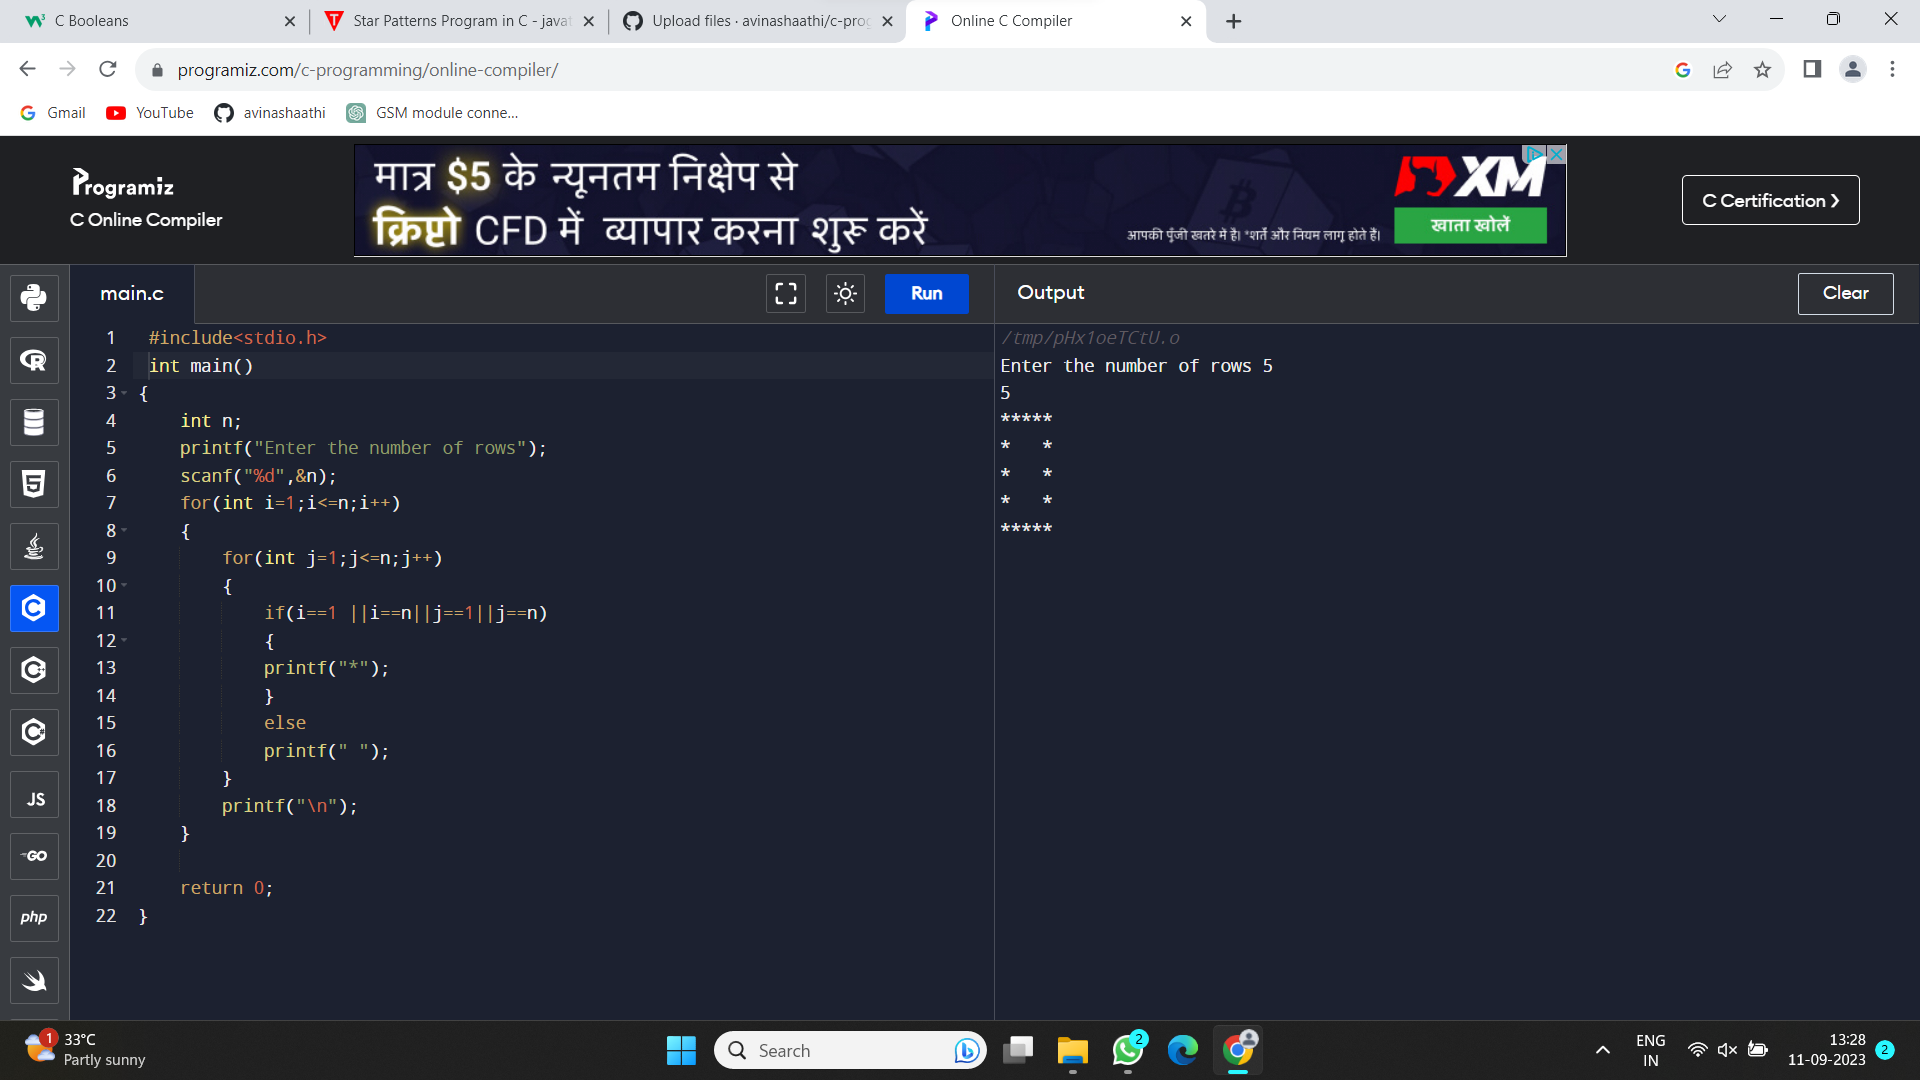 C Booleans
Star Patterns Program in C - javat
Upload files · avinashaathi/c-prog
Online C Compiler
programiz.com/c-programming/online-compiler/
Gmail
YouTube
avinashaathi
GSM module conne...
Programiz
C Online Compiler
मात्र $5 के न्यूनतम निक्षेप से
क्रिप्टो CFD में व्यापार करना शुरू करें
आपकी पूँजी खतरे में है। *शर्तें और नियम लागू होते हैं।
XM
खाता खोलें
C Certification ❯
main.c
Run
Output
Clear
1 #include<stdio.h>
2 int main()
3 {
4     int n;
5     printf("Enter the number of rows");
6     scanf("%d",&n);
7     for(int i=1;i<=n;i++)
8     {
9         for(int j=1;j<=n;j++)
10         {
11             if(i==1 ||i==n||j==1||j==n)
12             {
13             printf("*");
14             }
15             else
16             printf(" ");
17         }
18         printf("\n");
19     }
20
21     return 0;
22 }
/tmp/pHx1oeTCtU.o
Enter the number of rows 5
5
*****
*   *
*   *
*   *
*****
JS
GO
php
1
33°C
Partly sunny
Search
2
ENG
IN
13:28
11-09-2023
2